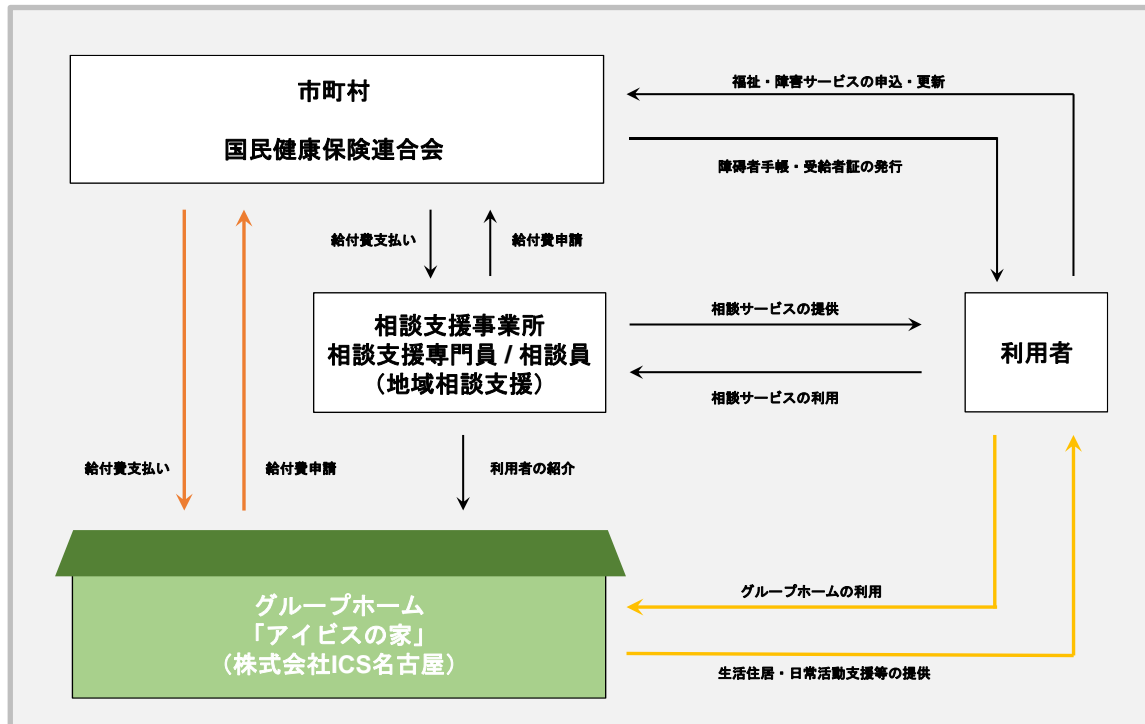 市町村
国民健康保険連合会
福祉・障害サービスの申込・更新
障碍者手帳・受給者証の発行
給付費支払い
給付費申請
相談支援事業所
相談支援専門員 / 相談員
（地域相談支援）
相談サービスの提供
利用者
相談サービスの利用
給付費支払い
給付費申請
利用者の紹介
グループホーム
「アイビスの家」
（株式会社ICS名古屋）
グループホームの利用
生活住居・日常活動支援等の提供